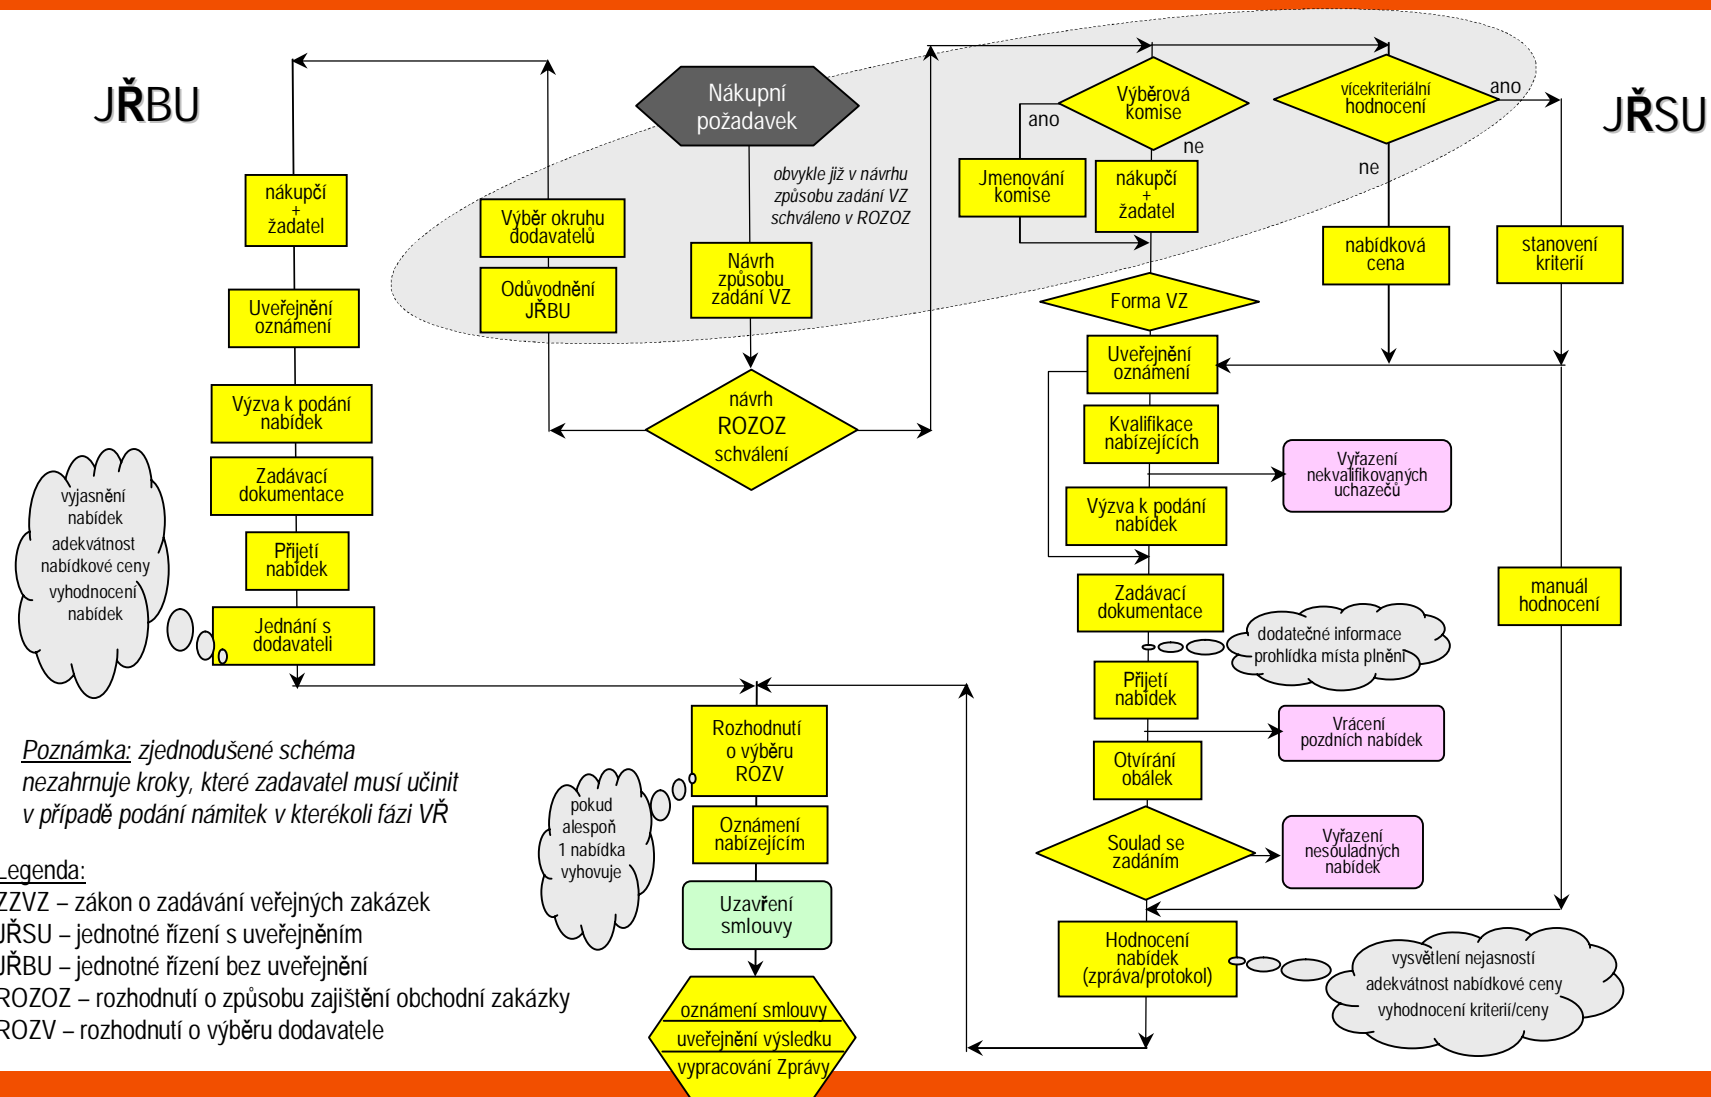 JŘBU
JŘSU
Nákupní
požadavek
obvykle již v návrhu
způsobu zadání VZ
schváleno v ROZOZ
Výběrová
komise
ano
ne
vícekriteriální
hodnocení
ano
ne
nákupčí
+
žadatel
Výběr okruhu
dodavatelů
Odůvodnění
JŘBU
Návrh
způsobu
zadání VZ
Jmenování
komise
nákupčí
+
žadatel
nabídková
cena
stanovení
kriterií
Uveřejnění
oznámení
Forma VZ
Uveřejnění
oznámení
návrh
ROZOZ
schválení
Výzva k podání
nabídek
Kvalifikace
nabízejících
Vyřazení
nekvalifikovaných
uchazečů
Zadávací
dokumentace
Výzva k podání
nabídek
vyjasnění
nabídek
adekvátnost
nabídkové ceny
vyhodnocení
nabídek
Přijetí
nabídek
Zadávací
dokumentace
manuál
hodnocení
Jednání s
dodavateli
dodatečné informace
prohlídka místa plnění
Přijetí
nabídek
Vrácení
pozdních nabídek
Rozhodnutí
o výběru
ROZV
Otvírání
obálek
Poznámka: zjednodušené schéma
nezahrnuje kroky, které zadavatel musí učinit
v případě podání námitek v kterékoli fázi VŘ
pokud
alespoň
1 nabídka
vyhovuje
Oznámení
nabízejícím
Soulad se
zadáním
Vyřazení
nesouladných
nabídek
Uzavření
smlouvy
Legenda:
ZZVZ – zákon o zadávání veřejných zakázek
JŘSU – jednotné řízení s uveřejněním
JŘBU – jednotné řízení bez uveřejnění
ROZOZ – rozhodnutí o způsobu zajištění obchodní zakázky
ROZV – rozhodnutí o výběru dodavatele
Hodnocení
nabídek
(zpráva/protokol)
vysvětlení nejasností
adekvátnost nabídkové ceny
vyhodnocení kriterií/ceny
oznámení smlouvy
uveřejnění výsledku
vypracování Zprávy